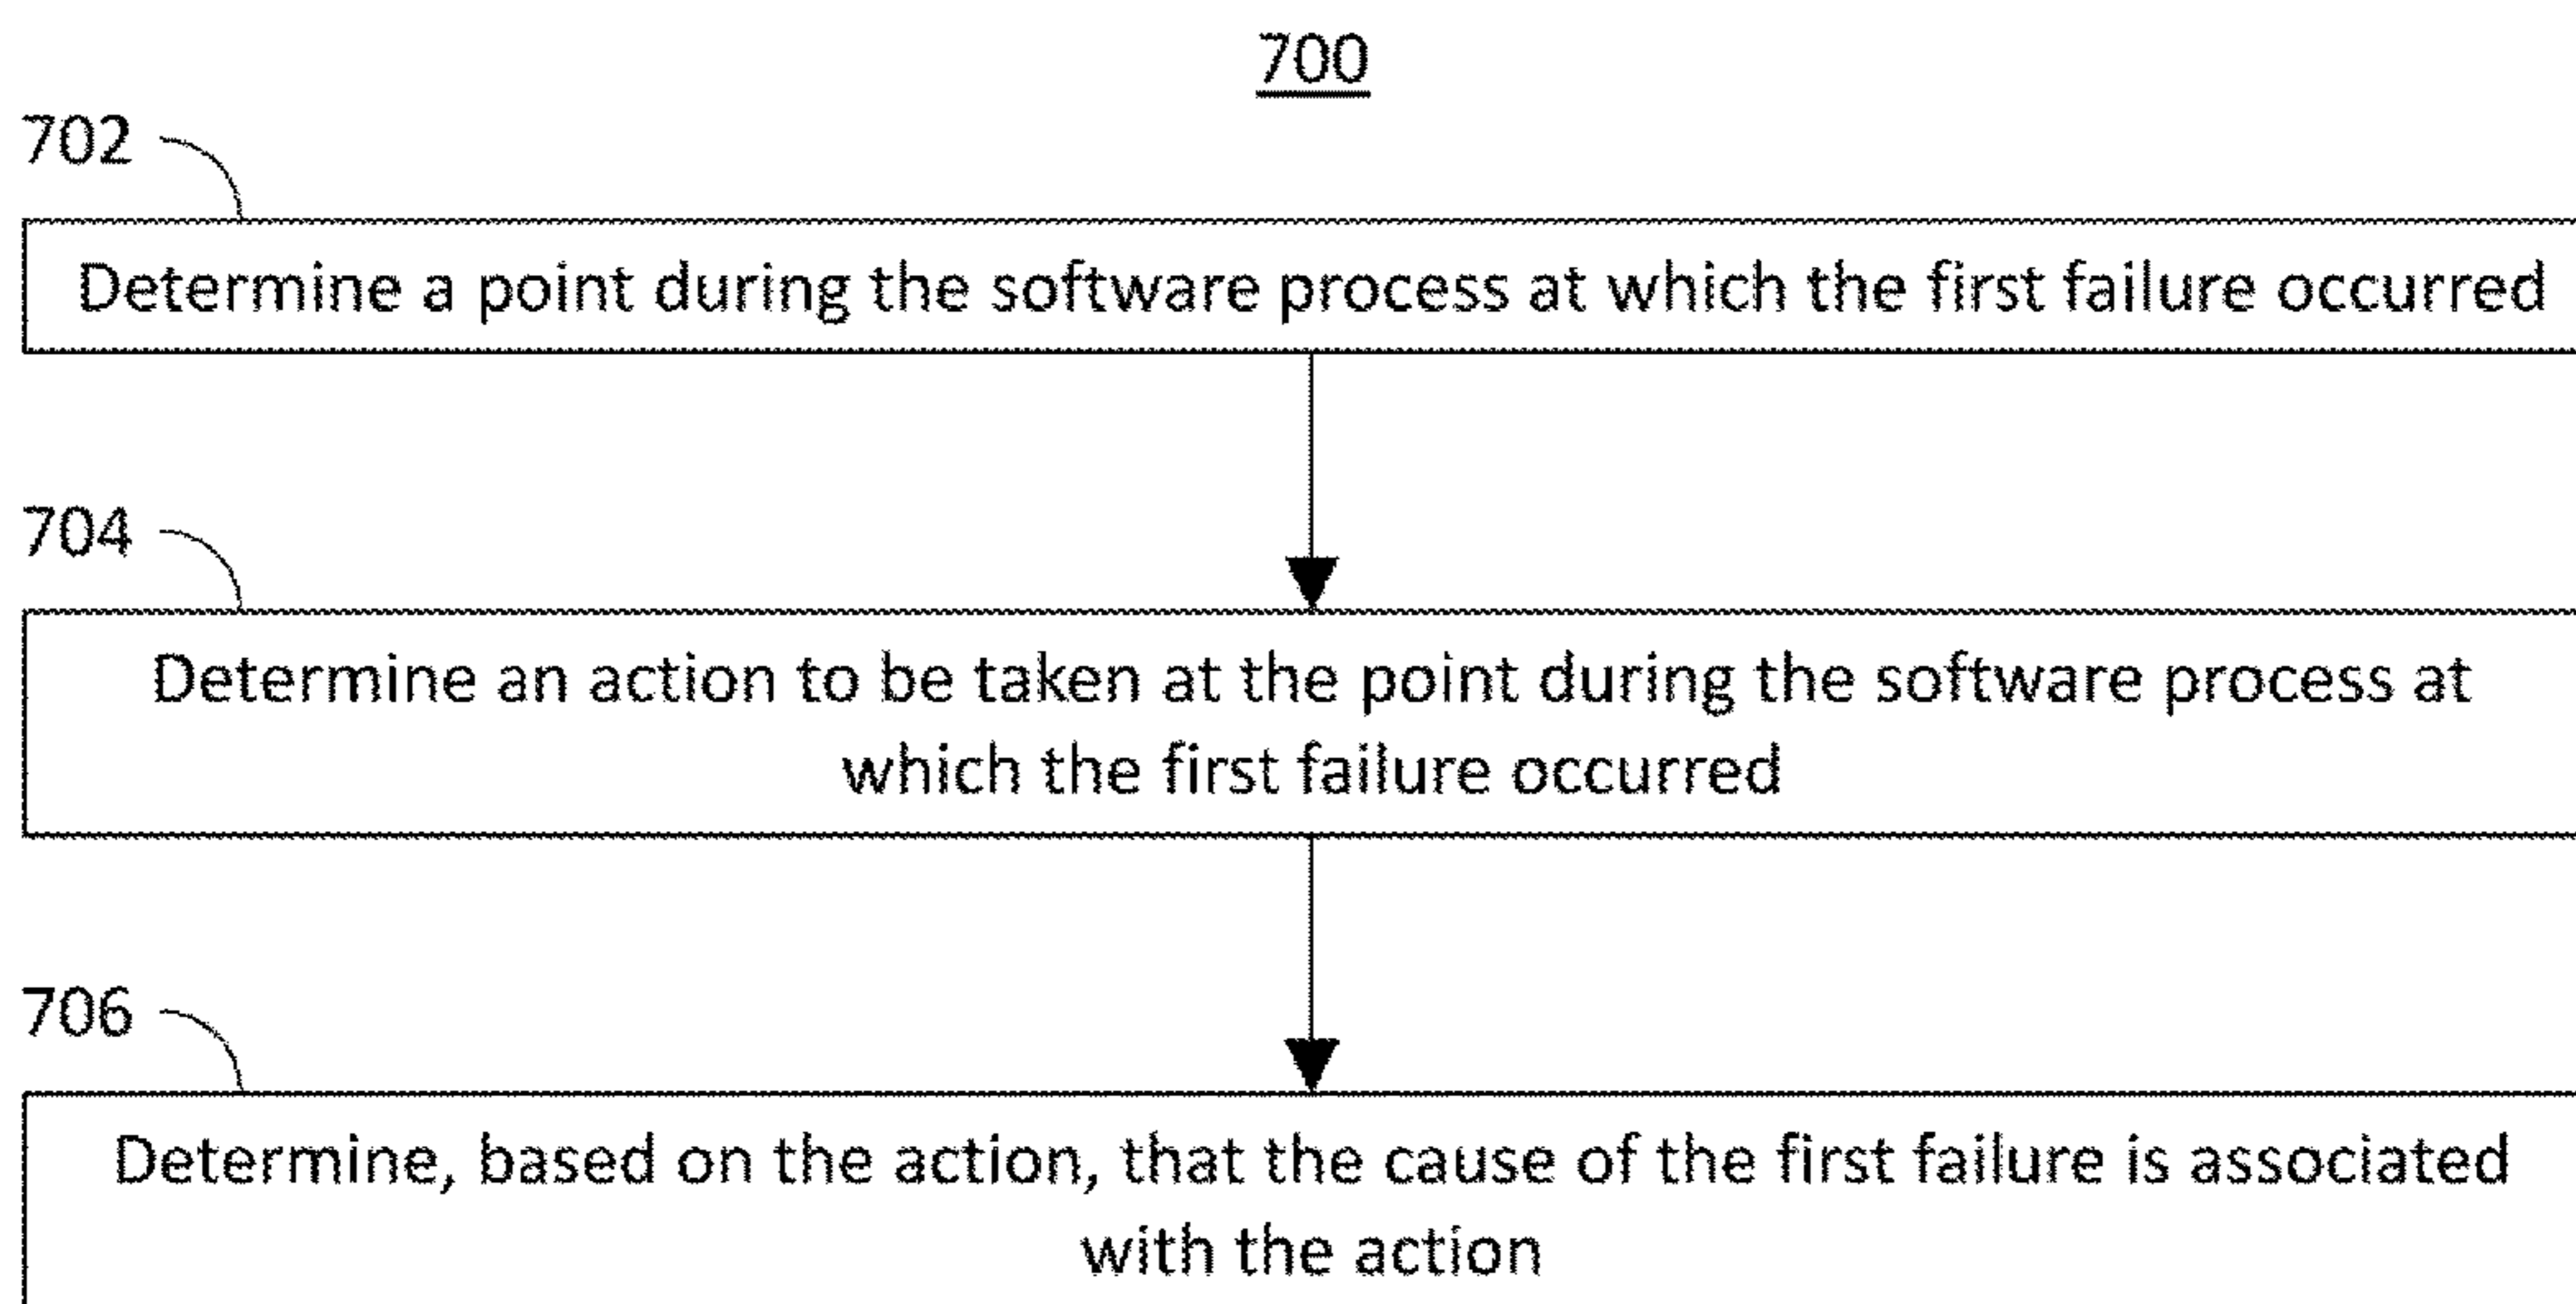 700
702
Determine a point during the software process at which the first failure occurred
704
Determine an action to be taken at the point during the software process at
which the first failure occurred
706
Determine, based on the action, that the cause of the first failure is associated
with the action